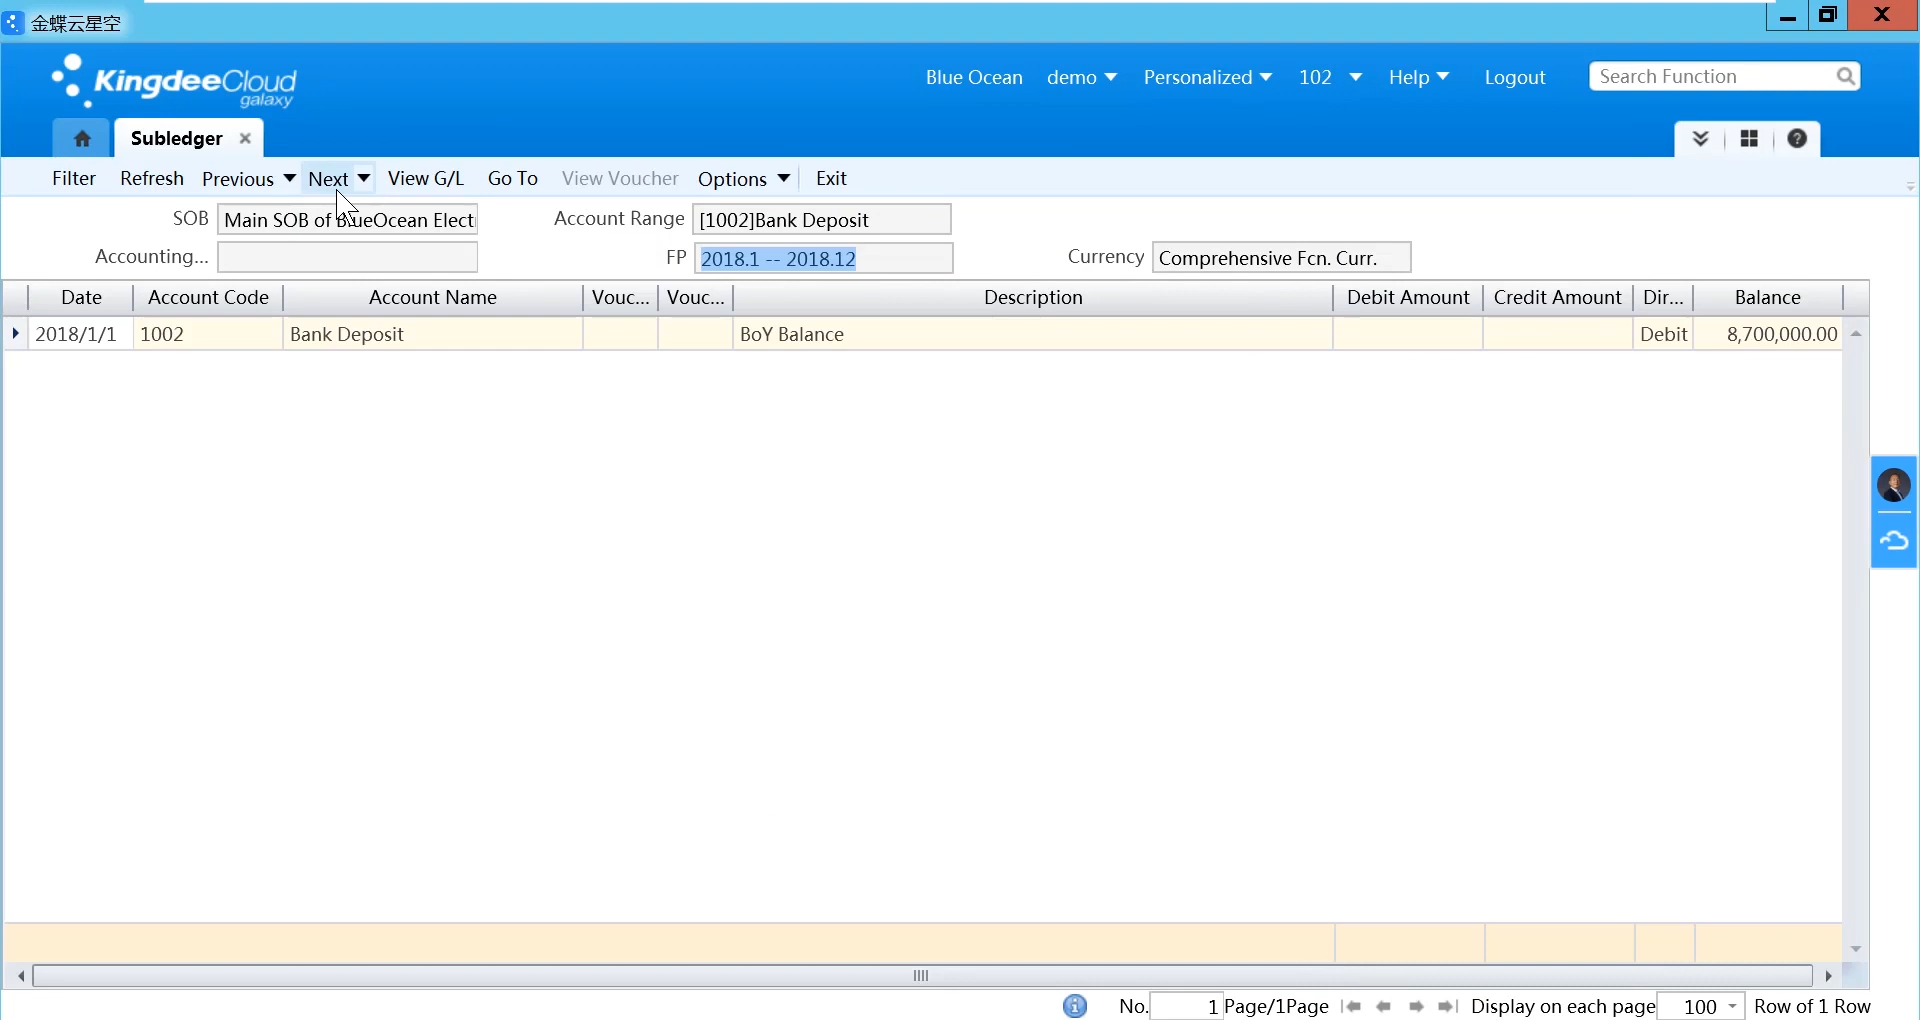 金蝶云星空
KingdeeCloud
galaxy
Blue Ocean demo Personalized 102 Help Logout Search Function
Subledger
Filter Refresh Previous Next View G/L Go To View Voucher Options Exit
SOB Main SOB of BlueOcean Elect Account Range [1002]Bank Deposit
Accounting... FP 2018.1 -- 2018.12 Currency Comprehensive Fcn. Curr.
Date Account Code Account Name Vouc... Vouc... Description Debit Amount Credit Amount Dir... Balance
2018/1/1 1002 Bank Deposit BoY Balance Debit 8,700,000.00
No. 1 Page/1Page Display on each page 100 Row of 1 Row